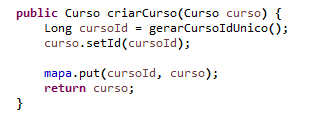 public Curso criarCurso(Curso curso) {
    Long cursoId = gerarCursoIdUnico();
    curso.setId(cursoId);

    mapa.put(cursoId, curso);
    return curso;
}